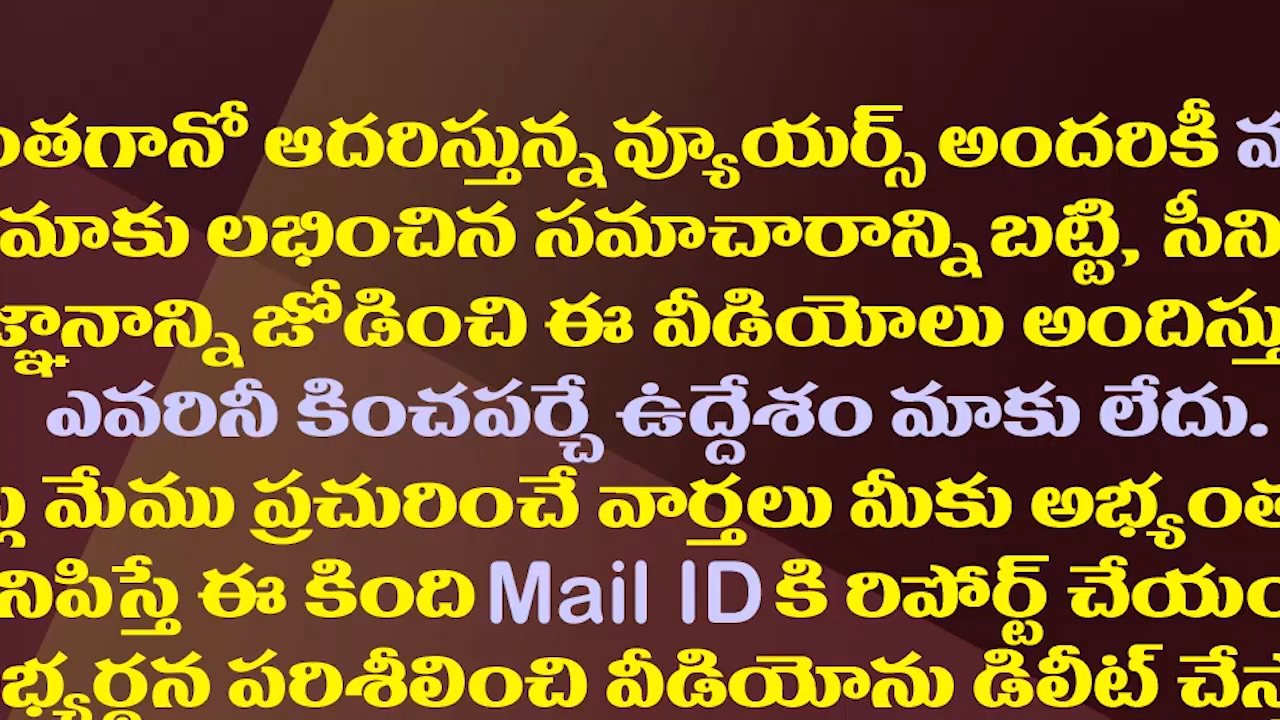 ఆదరిస్తున్న వ్యూయర్స్ అందరికీ
మాకు లభించిన సమాచారాన్ని బట్టి,
జోడించి ఈ వీడియోలు
ఎవరినీ కించపర్చే ఉద్దేశం మాకు లేదు.
మేము ప్రచురించే వార్తలు మీకు
ఈ కింది Mail ID కి రిపోర్ట్
పరిశీలించి వీడియోను డిలీట్